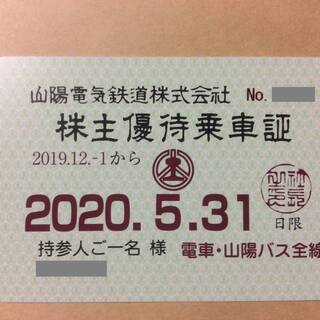 山陽電気鉄道株式会社 No.
株主優待乗車証
2019.12.-1から
2020.5.31
日限
持参人ご一名 様 電車・山陽バス全線